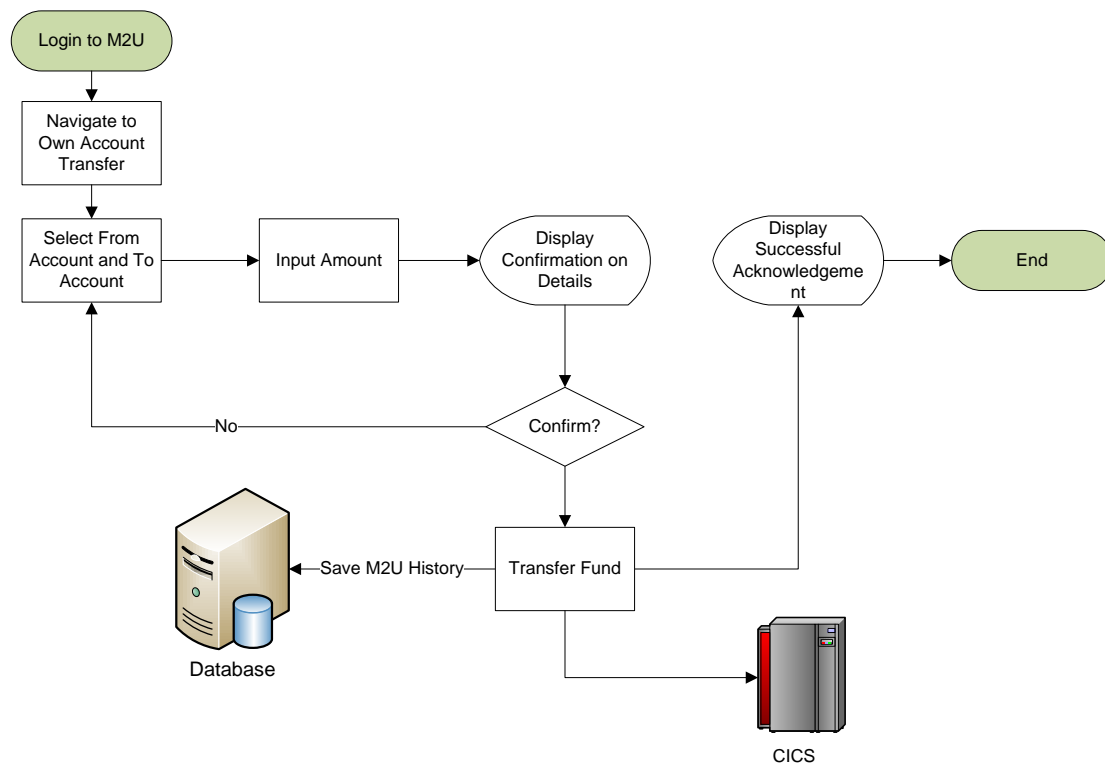 Login to M2U
Navigate to
Own Account
Transfer
Select From
Account and To
Account
Input Amount
Display
Confirmation on
Details
Display
Successful
Acknowledgeme
nt
End
No
Confirm?
Save M2U History
Transfer Fund
Database
CICS